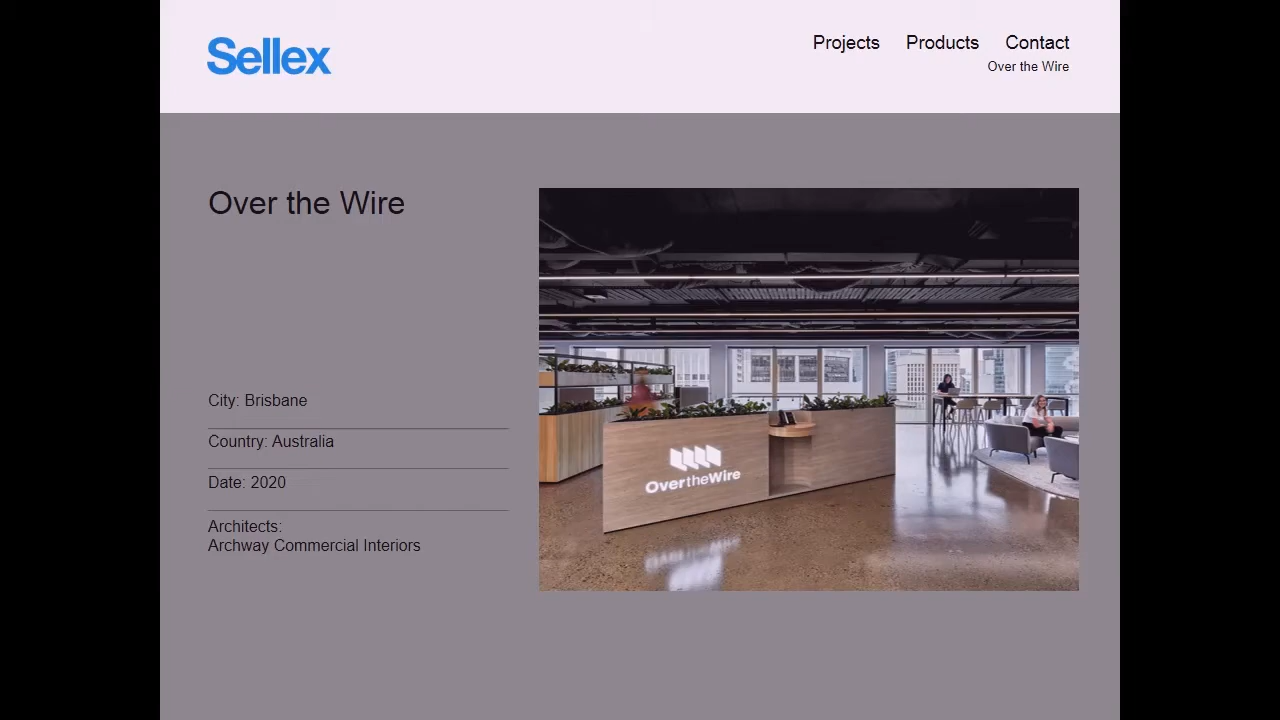 Sellex
Projects Products Contact
Over the Wire
Over the Wire
City: Brisbane
Country: Australia
Date: 2020
Architects:
Archway Commercial Interiors
OvertheWire